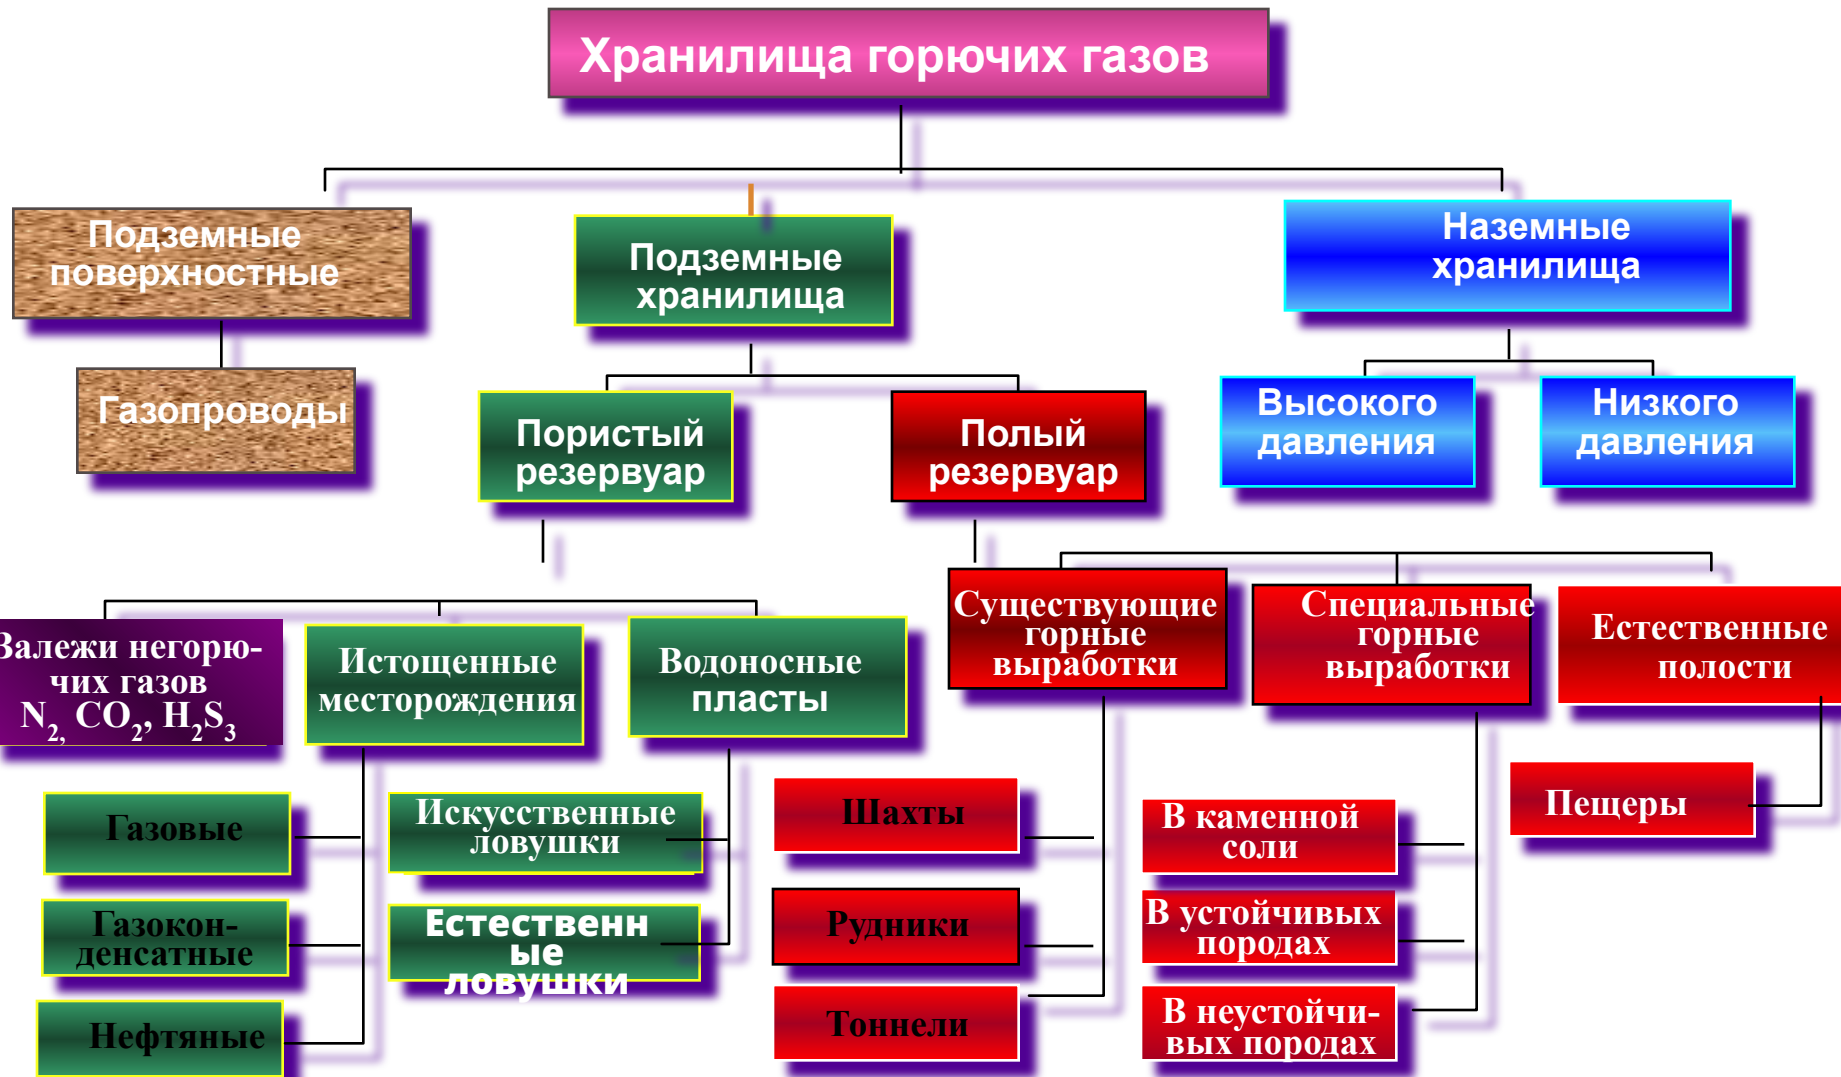 Хранилища горючих газов
Подземные
поверхностные
Подземные
хранилища
Наземные
хранилища
Газопроводы
Пористый
резервуар
Полый
резервуар
Высокого
давления
Низкого
давления
Залежи негорю-
чих газов
N2, CO2, H2S3
Истощенные
месторождения
Водоносные
пласты
Существующие
горные
выработки
Специальные
горные
выработки
Естественные
полости
Газовые
Газокон-
денсатные
Нефтяные
Искусственные
ловушки
Естественн
ые
ловушки
Шахты
Рудники
Тоннели
В каменной
соли
В устойчивых
породах
В неустойчи-
вых породах
Пещеры